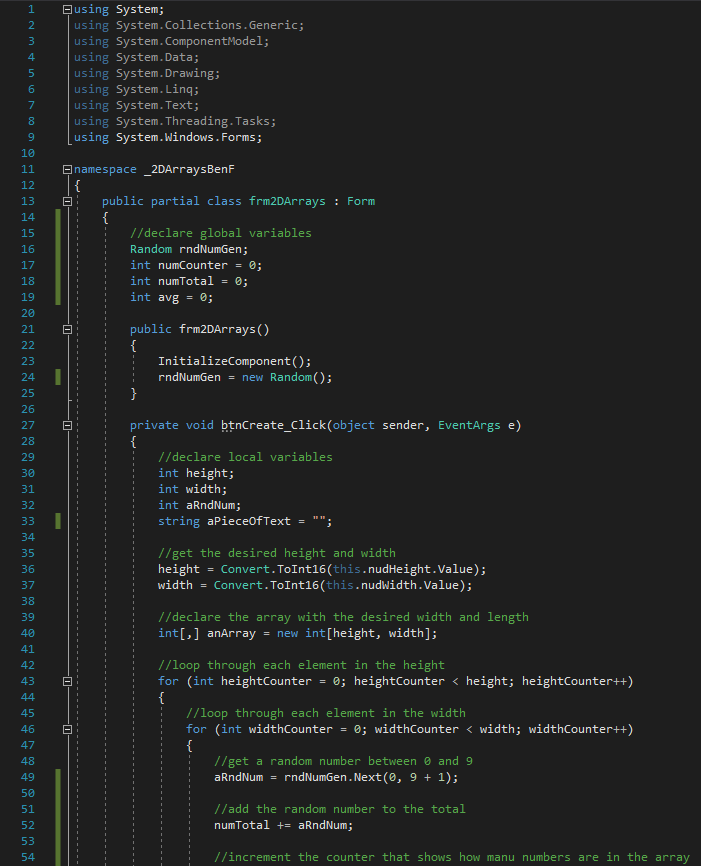 1 using System;
2 using System.Collections.Generic;
3 using System.ComponentModel;
4 using System.Data;
5 using System.Drawing;
6 using System.Linq;
7 using System.Text;
8 using System.Threading.Tasks;
9 using System.Windows.Forms;
10
11 namespace _2DArraysBenF
12 {
13 public partial class frm2DArrays : Form
14 {
15 //declare global variables
16 Random rndNumGen;
17 int numCounter = 0;
18 int numTotal = 0;
19 int avg = 0;
20
21 public frm2DArrays()
22 {
23 InitializeComponent();
24 rndNumGen = new Random();
25 }
26
27 private void btnCreate_Click(object sender, EventArgs e)
28 {
29 //declare local variables
30 int height;
31 int width;
32 int aRndNum;
33 string aPieceOfText = "";
34
35 //get the desired height and width
36 height = Convert.ToInt16(this.nudHeight.Value);
37 width = Convert.ToInt16(this.nudWidth.Value);
38
39 //declare the array with the desired width and length
40 int[,] anArray = new int[height, width];
41
42 //loop through each element in the height
43 for (int heightCounter = 0; heightCounter < height; heightCounter++)
44 {
45 //loop through each element in the width
46 for (int widthCounter = 0; widthCounter < width; widthCounter++)
47 {
48 //get a random number between 0 and 9
49 aRndNum = rndNumGen.Next(0, 9 + 1);
50
51 //add the random number to the total
52 numTotal += aRndNum;
53
54 //increment the counter that shows how manu numbers are in the array